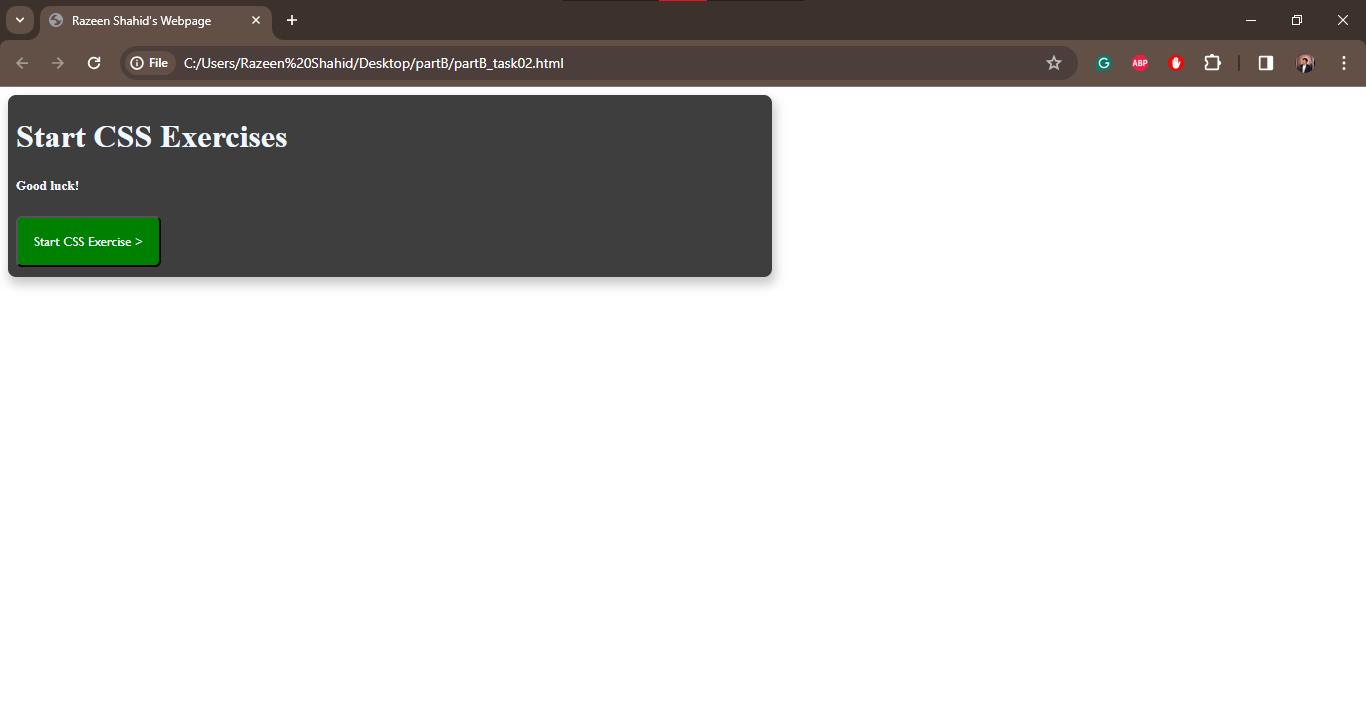 Razeen Shahid's Webpage
File C:/Users/Razeen%20Shahid/Desktop/partB/partB_task02.html
ABP
Start CSS Exercises
Good luck!
Start CSS Exercise >